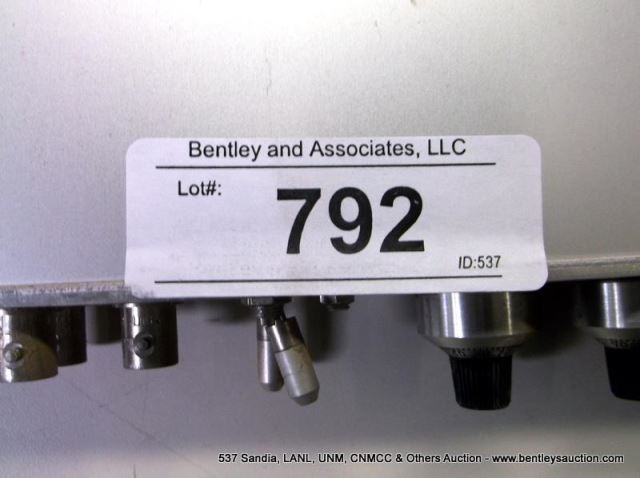 Bentley and Associates, LLC
Lot#:
792
ID:537
537 Sandia, LANL, UNM, CNMCC & Others Auction - www.bentleysauction.com